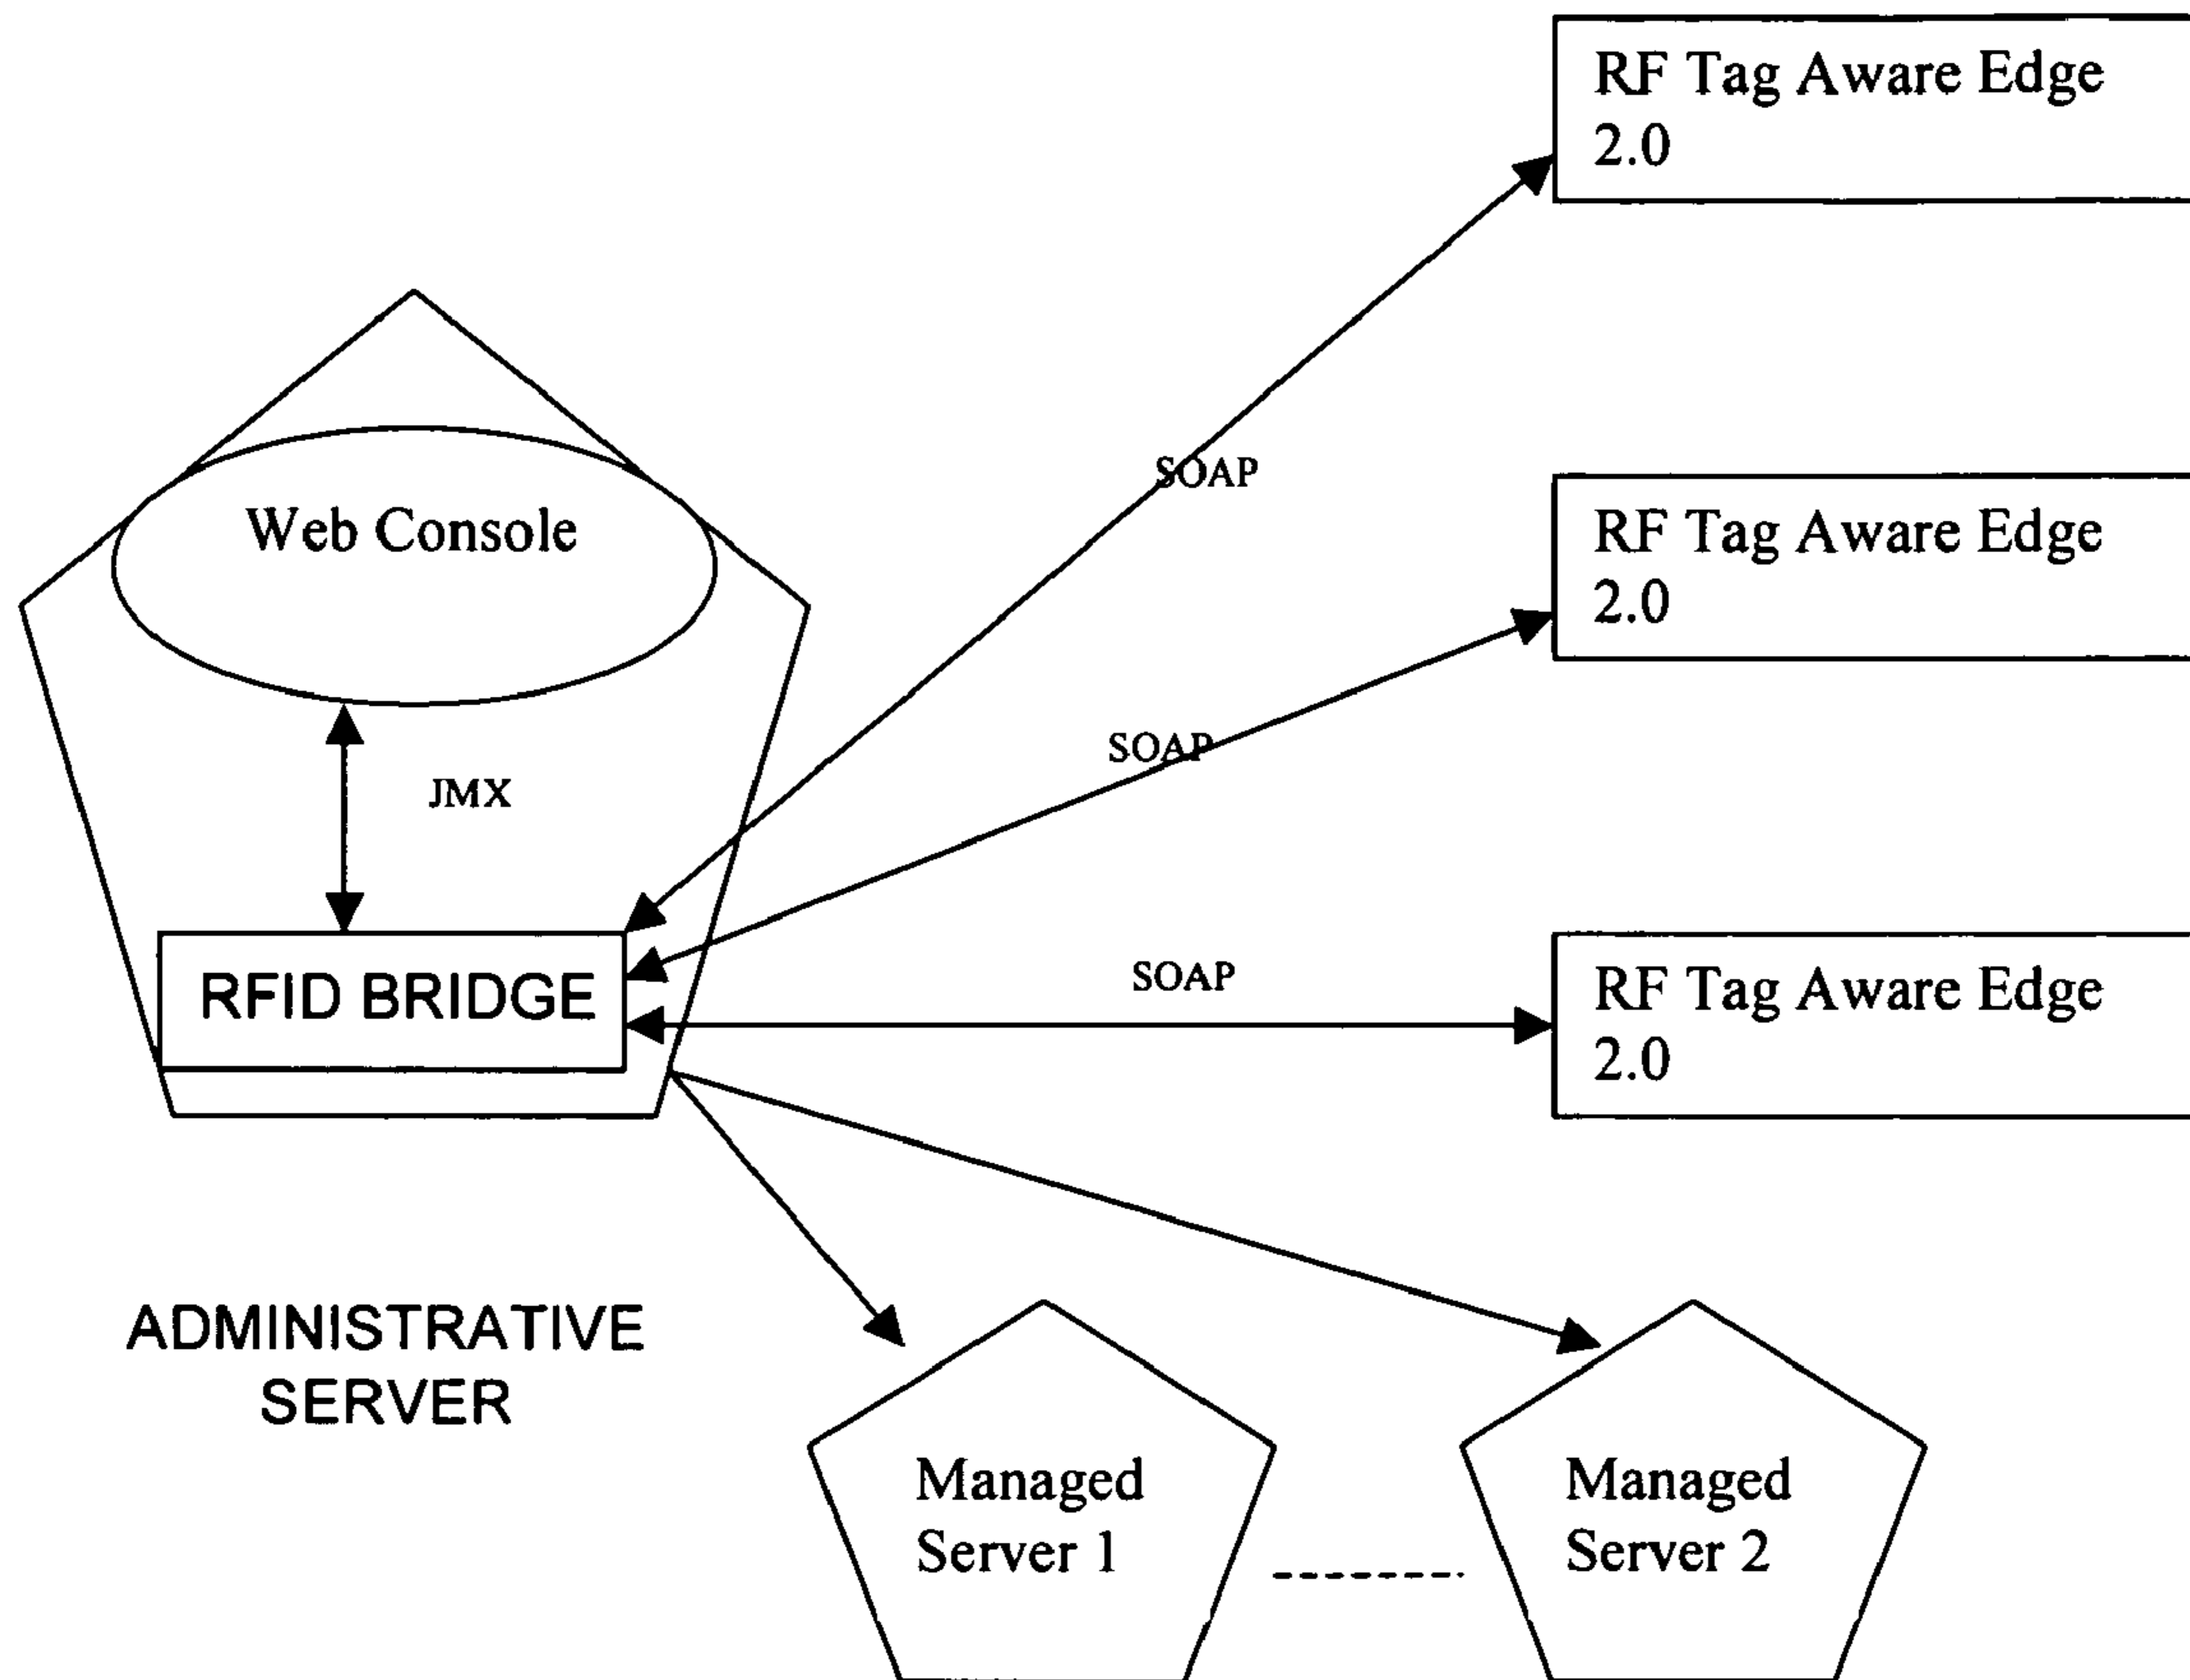 RF Tag Aware Edge
2.0
SOAP
Web Console
RF Tag Aware Edge
2.0
SOAP
JMX
RFID BRIDGE
SOAP
RF Tag Aware Edge
2.0
ADMINISTRATIVE
SERVER
Managed
Server 1
Managed
Server 2